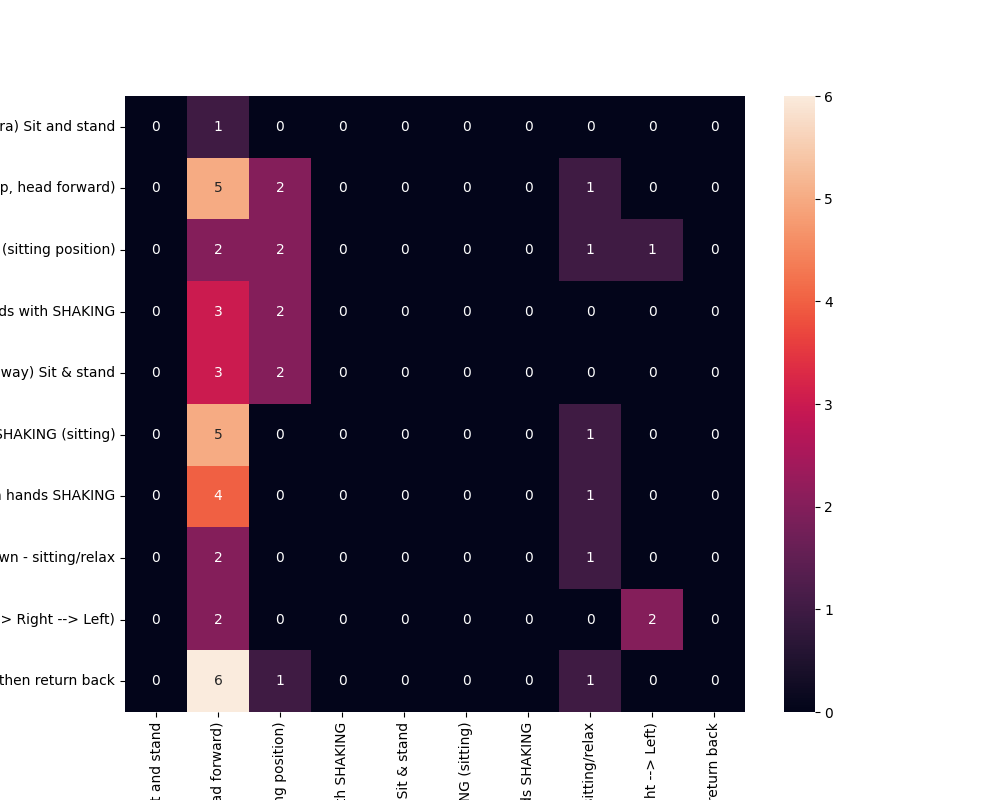 ra) Sit and stand 0 1 0 0 0 0 0 0 0 0
p, head forward) 0 5 2 0 0 0 0 1 0 0
(sitting position) 0 2 2 0 0 0 0 1 1 0
ds with SHAKING 0 3 2 0 0 0 0 0 0 0
way) Sit & stand 0 3 2 0 0 0 0 0 0 0
SHAKING (sitting) 0 5 0 0 0 0 0 1 0 0
hands SHAKING 0 4 0 0 0 0 0 1 0 0
wn - sitting/relax 0 2 0 0 0 0 0 1 0 0
> Right --> Left) 0 2 0 0 0 0 0 0 2 0
then return back 0 6 1 0 0 0 0 1 0 0
t and stand
ad forward)
ng position)
th SHAKING
Sit & stand
NG (sitting)
ds SHAKING
sitting/relax
ht --> Left)
return back
6
5
4
3
2
1
0